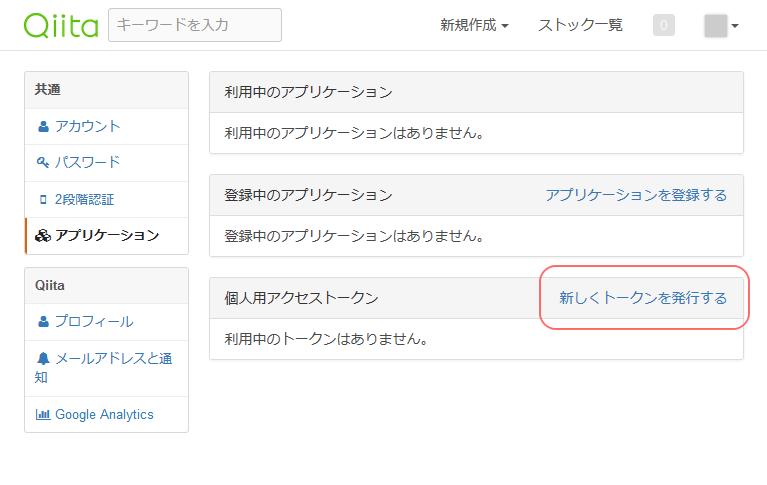 Qiita
キーワードを入力
新規作成
ストック一覧
0
共通
アカウント
パスワード
2段階認証
アプリケーション
Qiita
プロフィール
メールアドレスと通
知
Google Analytics
利用中のアプリケーション
利用中のアプリケーションはありません。
登録中のアプリケーション
アプリケーションを登録する
登録中のアプリケーションはありません。
個人用アクセストークン
新しくトークンを発行する
利用中のトークンはありません。